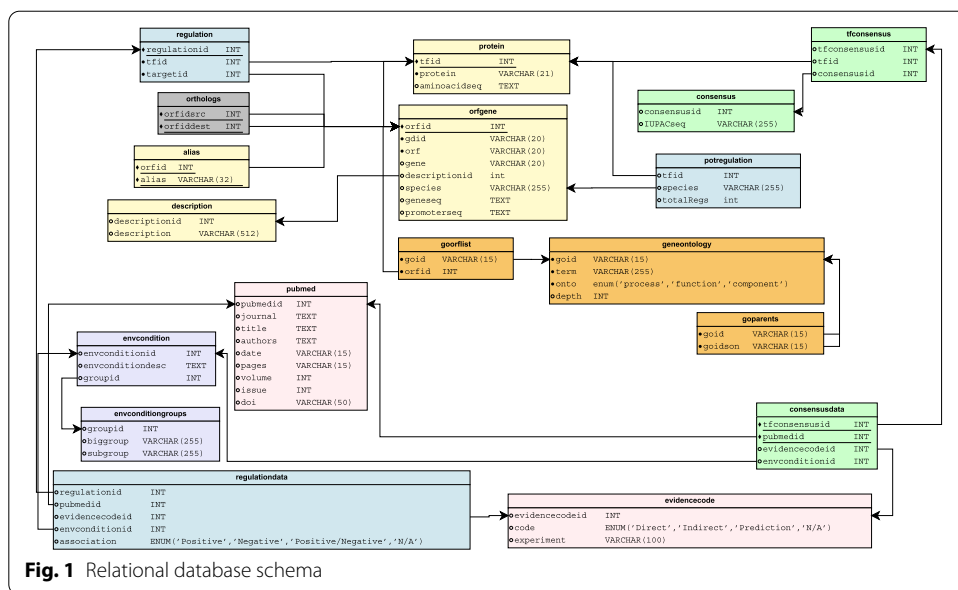 regulation
regulationid INT
tfid INT
targetid INT
orthologs
orfidsrc INT
orfiddest INT
alias
orfid INT
alias VARCHAR(32)
description
descriptionid INT
description VARCHAR(512)
protein
tfid INT
protein VARCHAR(21)
aminoacidseq TEXT
orfgene
orfid INT
gdid VARCHAR(20)
orf VARCHAR(20)
gene VARCHAR(20)
descriptionid int
species VARCHAR(255)
geneseq TEXT
promoterseq TEXT
tfconsensus
tfconsensusid INT
tfid INT
consensusid INT
consensus
consensusid INT
IUPACseq VARCHAR(255)
potregulation
tfid INT
species VARCHAR(255)
totalRegs int
goorflist
goid VARCHAR(15)
orfid INT
geneontology
goid VARCHAR(15)
term VARCHAR(255)
onto enum('process','function','component')
depth INT
goparents
goid VARCHAR(15)
goidson VARCHAR(15)
pubmed
pubmedid INT
journal TEXT
title TEXT
authors TEXT
date VARCHAR(15)
pages VARCHAR(15)
volume INT
issue INT
doi VARCHAR(50)
envcondition
envconditionid INT
envconditiondesc TEXT
groupid INT
envconditiongroups
groupid INT
biggroup VARCHAR(255)
subgroup VARCHAR(255)
consensusdata
tfconsensusid INT
pubmedid INT
evidencecodeid INT
envconditionid INT
regulationdata
regulationid INT
pubmedid INT
evidencecodeid INT
envconditionid INT
association ENUM('Positive','Negative','Positive/Negative','N/A')
evidencecode
evidencecodeid INT
code ENUM('Direct','Indirect','Prediction','N/A')
experiment VARCHAR(100)
Fig. 1 Relational database schema